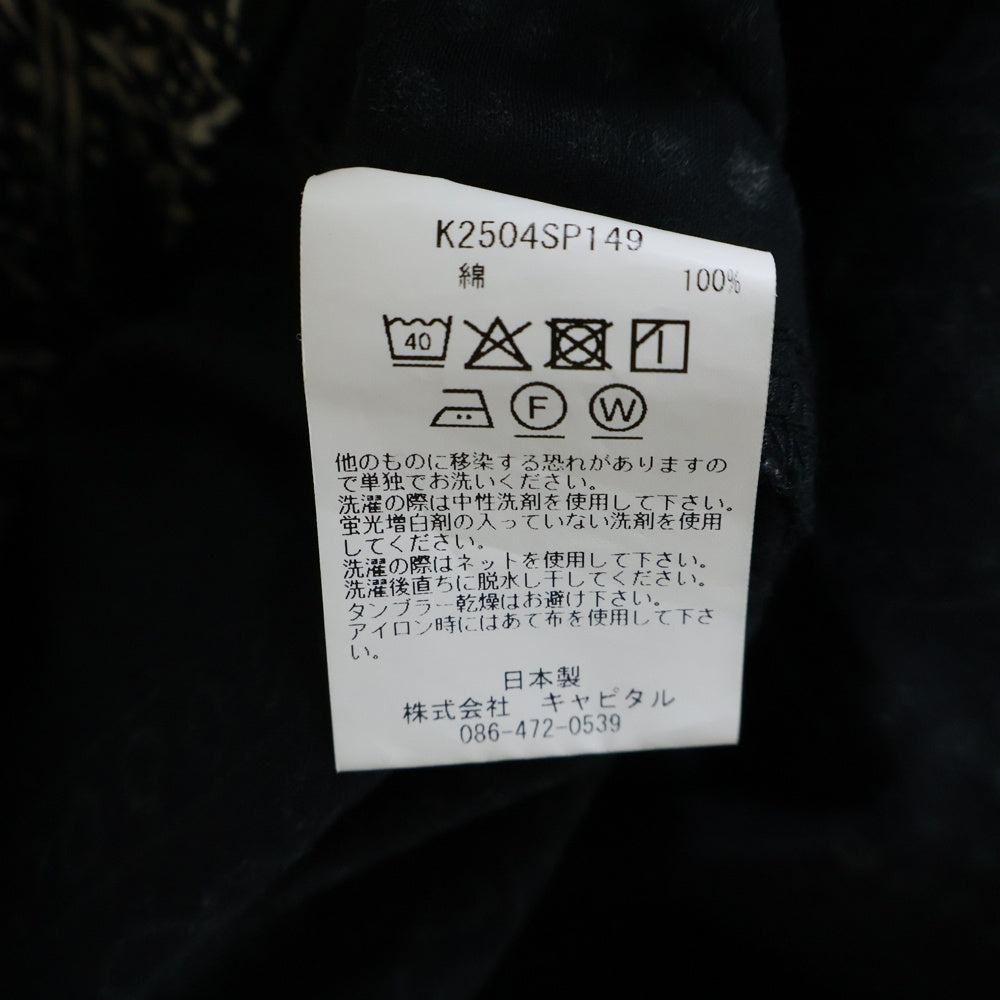 K2504SP149
綿 100%
40
F W
他のものに移染する恐れがありますの
で単独でお洗いください。
洗濯の際は中性洗剤を使用して下さい。
蛍光増白剤の入っていない洗剤を使用
してください。
洗濯の際はネットを使用して下さい。
洗濯後直ちに脱水し干してください。
タンブラー乾燥はお避け下さい。
アイロン時にはあて布を使用して下さ
い。
日本製
株式会社 キャピタル
086-472-0539